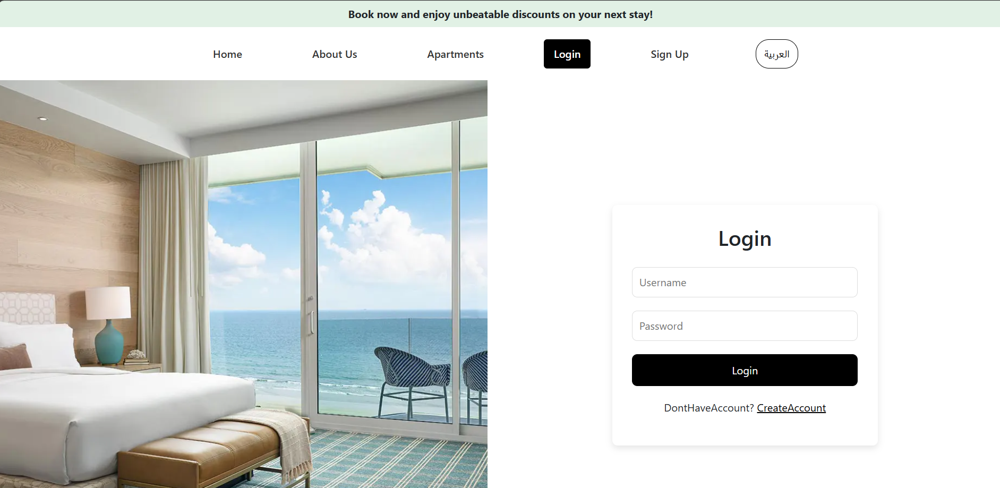 Book now and enjoy unbeatable discounts on your next stay!
Home About Us Apartments Login Sign Up العربية
Login
Username
Password
Login
DontHaveAccount? CreateAccount